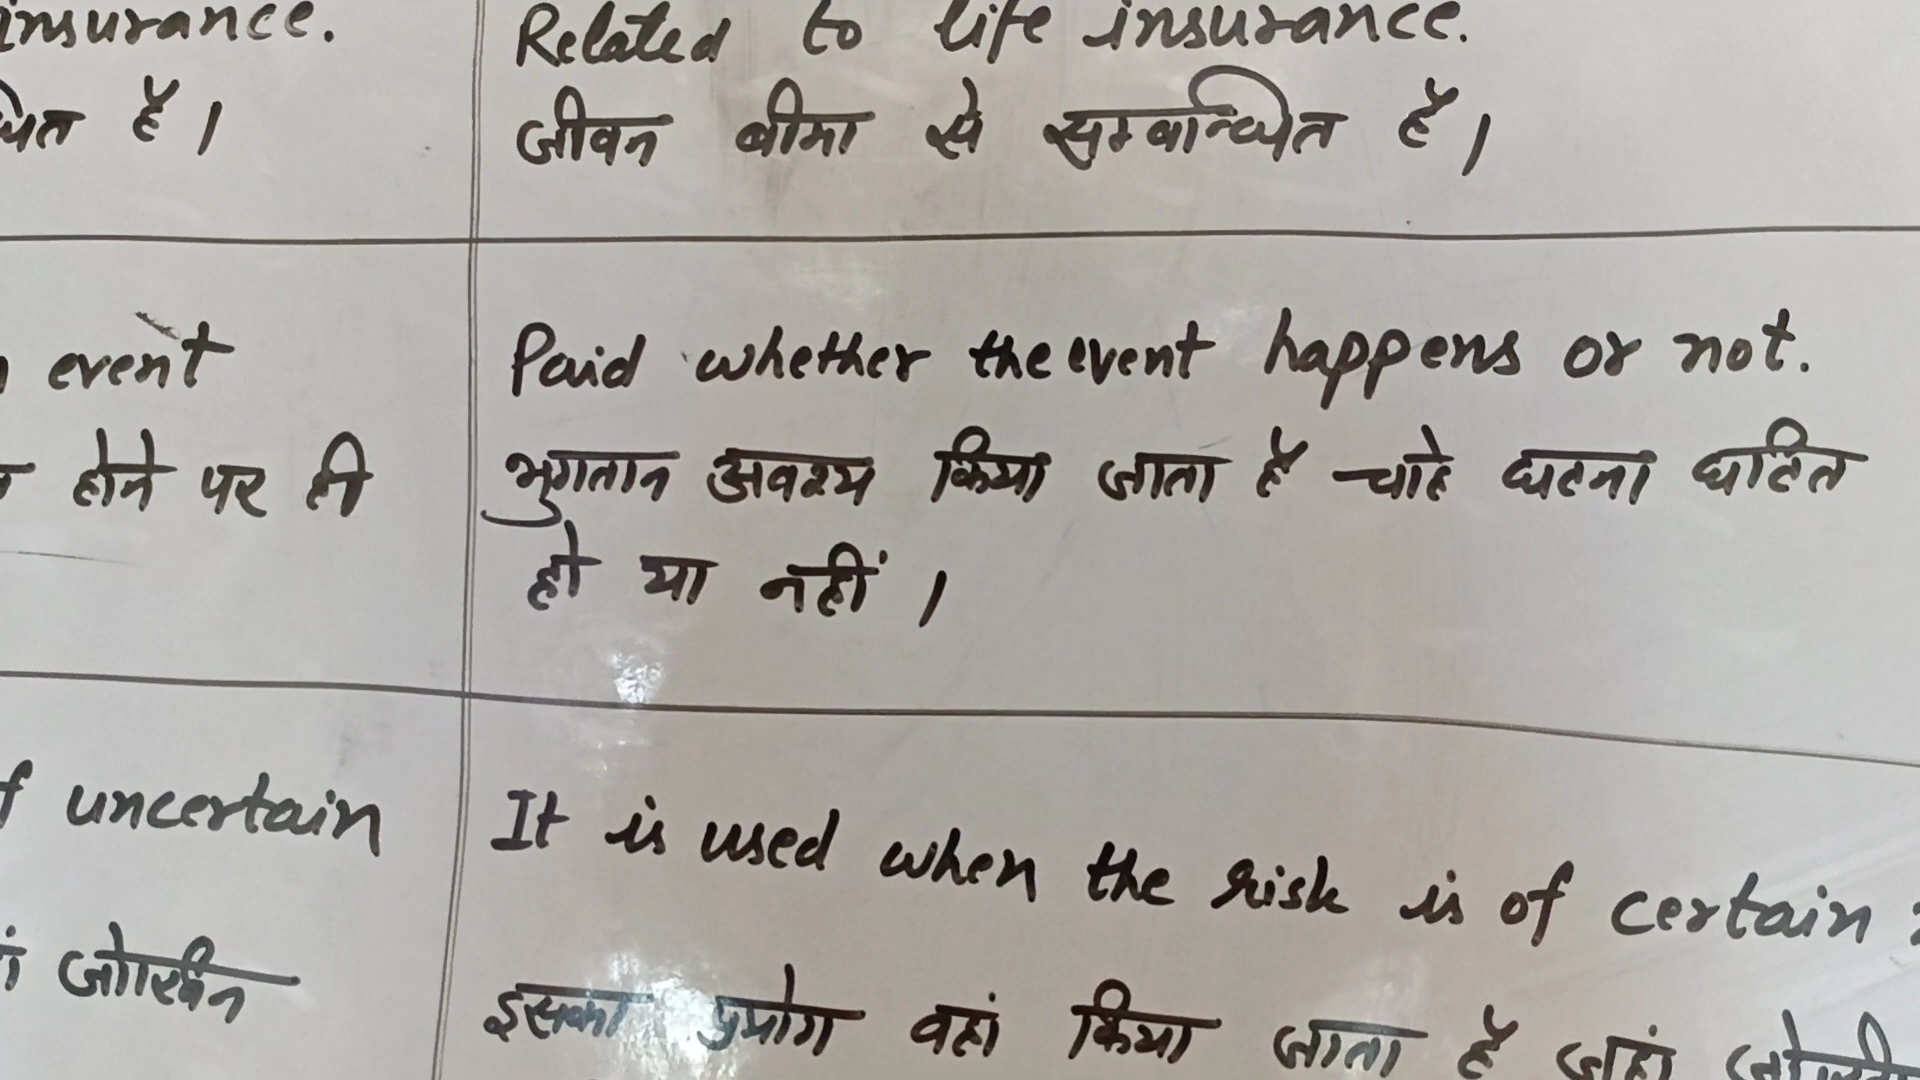 insurance.
है।
event
होने पर ही
uncertain
जोखिम
Related to life insurance.
जीवन बीमा से सम्बन्धित है।
Paid whether the event happens or not.
भुगतान अवश्य किया जाता है चाहे घटना घटित
हो या नहीं।
It is used when the risk is of certain
इसका प्रयोग वहां किया जाता है जहां